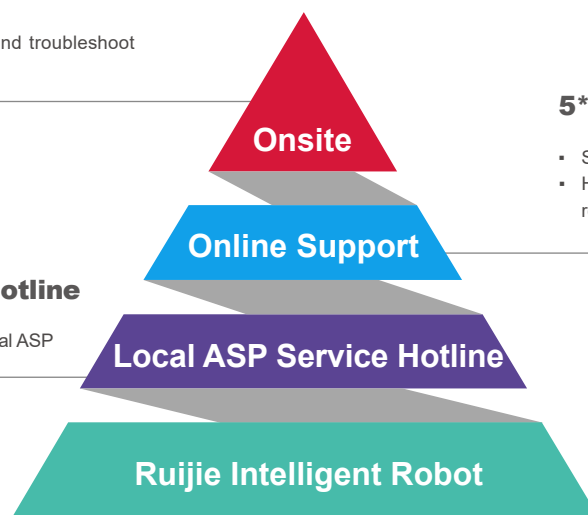 nd troubleshoot
Onsite
5*
▪ S
▪ H
r
Online Support
otline
al ASP
Local ASP Service Hotline
Ruijie Intelligent Robot